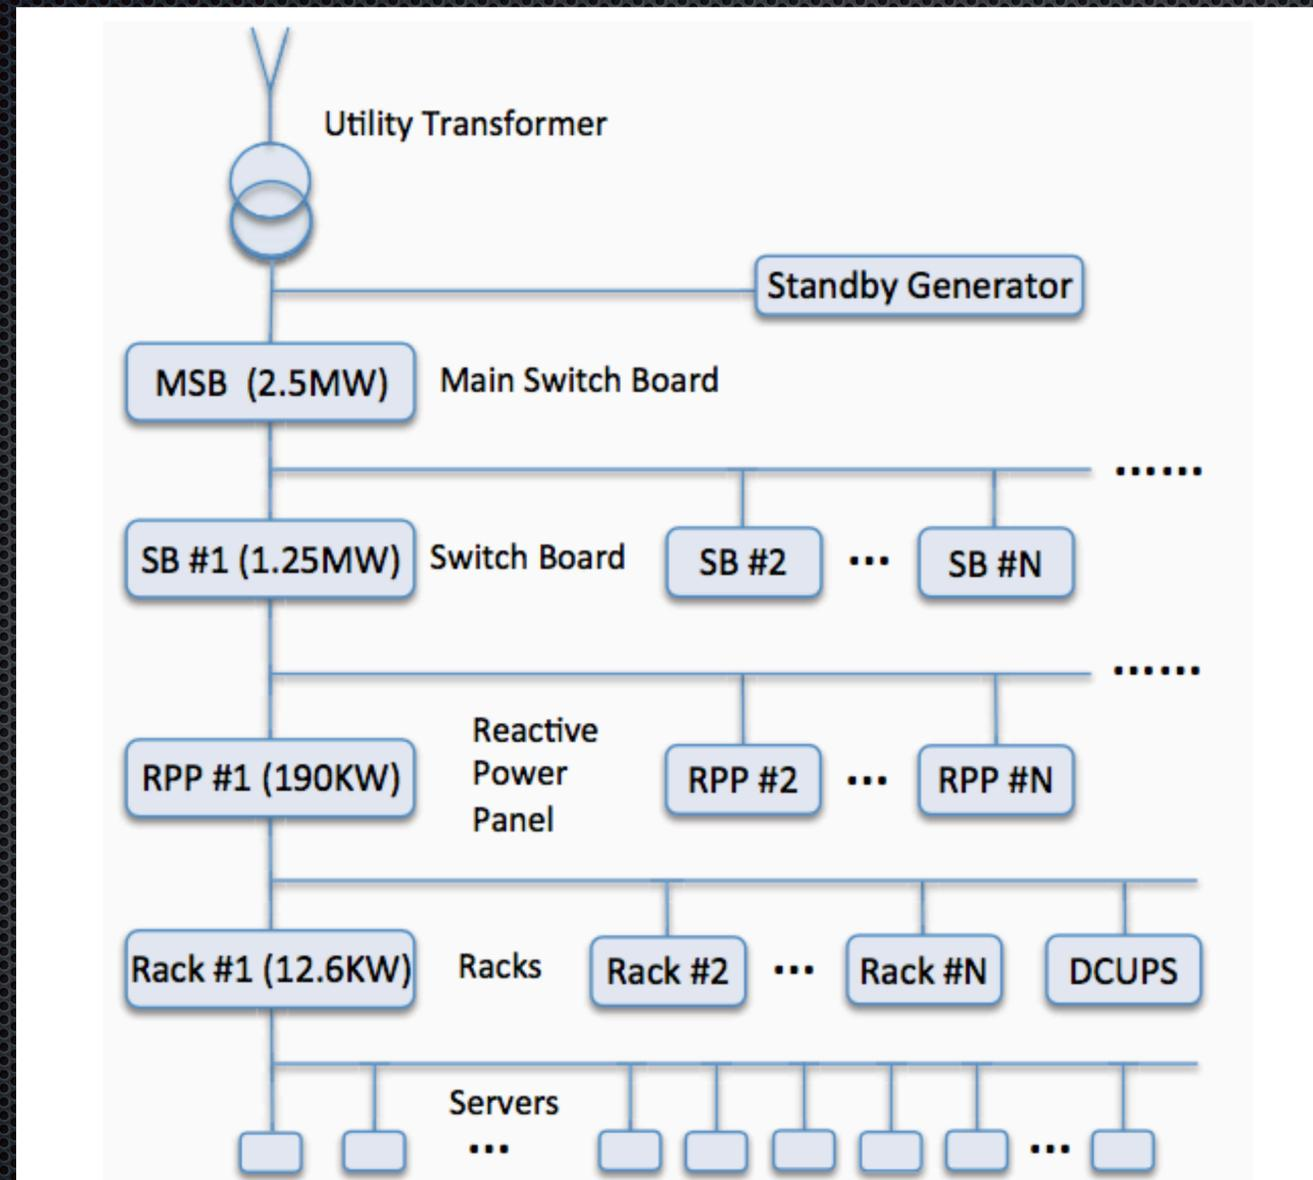 Utility Transformer
Standby Generator
MSB (2.5MW)
Main Switch Board
......
SB #1 (1.25MW)
Switch Board
SB #2
...
SB #N
......
RPP #1 (190KW)
Reactive
Power
Panel
RPP #2
...
RPP #N
Rack #1 (12.6KW)
Racks
Rack #2
...
Rack #N
DCUPS
Servers
...
...